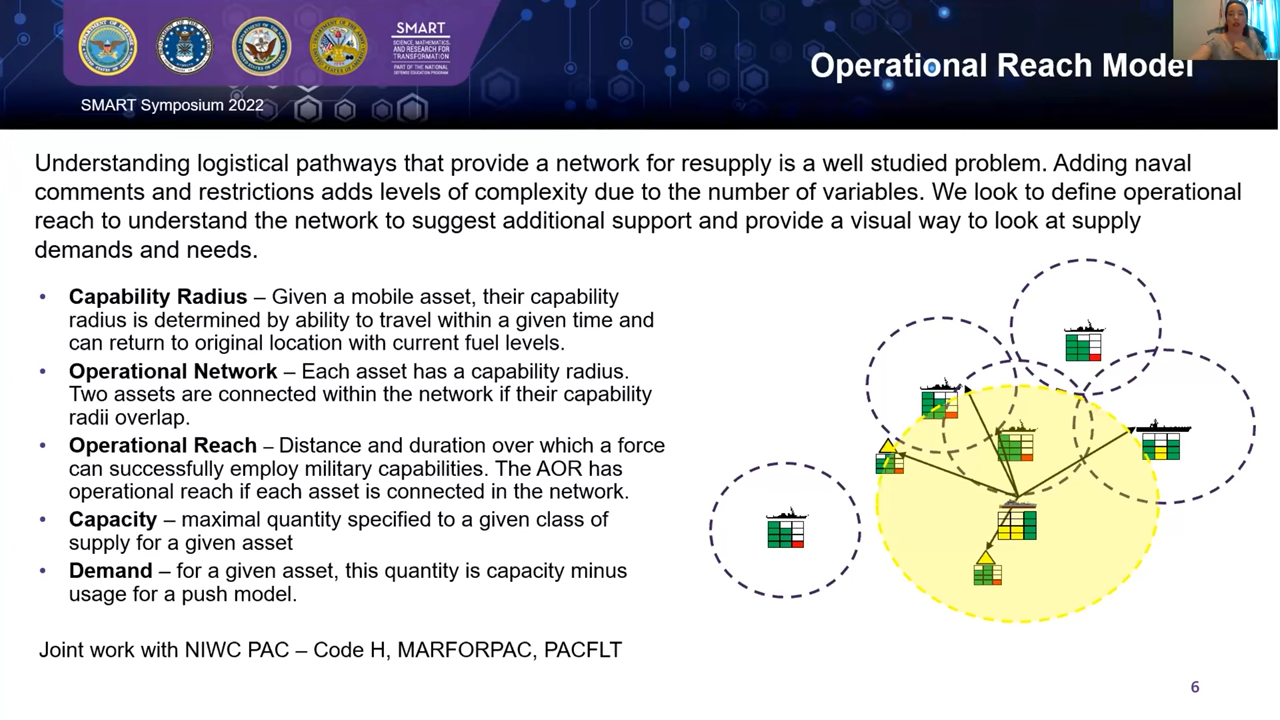 SMART
SCIENCE, MATHEMATICS,
AND RESEARCH FOR
TRANSFORMATION
PART OF THE NATIONAL
DEFENSE EDUCATION PROGRAM
Operational Reach Model
SMART Symposium 2022
Understanding logistical pathways that provide a network for resupply is a well studied problem. Adding naval
comments and restrictions adds levels of complexity due to the number of variables. We look to define operational
reach to understand the network to suggest additional support and provide a visual way to look at supply
demands and needs.
• Capability Radius – Given a mobile asset, their capability
radius is determined by ability to travel within a given time and
can return to original location with current fuel levels.
• Operational Network – Each asset has a capability radius.
Two assets are connected within the network if their capability
radii overlap.
• Operational Reach – Distance and duration over which a force
can successfully employ military capabilities. The AOR has
operational reach if each asset is connected in the network.
• Capacity – maximal quantity specified to a given class of
supply for a given asset
• Demand – for a given asset, this quantity is capacity minus
usage for a push model.
Joint work with NIWC PAC – Code H, MARFORPAC, PACFLT
6